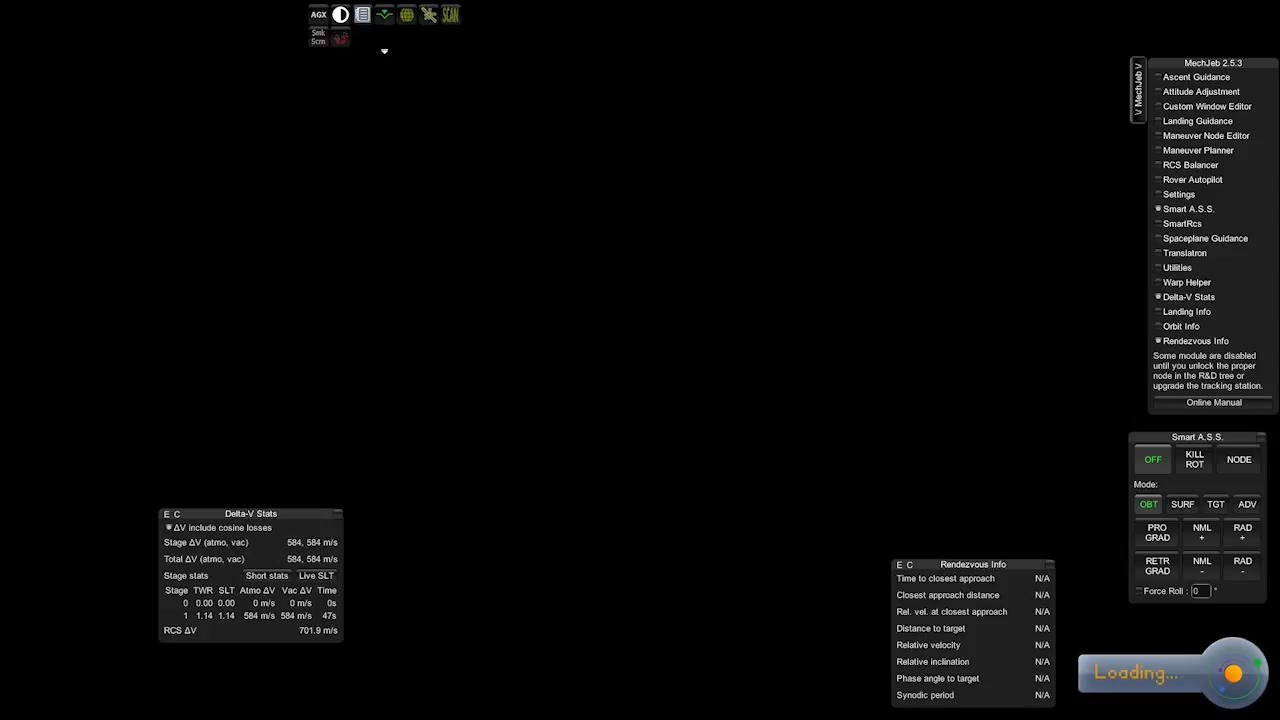 AGX
SCAN
Smk
Scrn
V MechJeb V
MechJeb 2.5.3
Ascent Guidance
Attitude Adjustment
Custom Window Editor
Landing Guidance
Maneuver Node Editor
Maneuver Planner
RCS Balancer
Rover Autopilot
Settings
Smart A.S.S.
SmartRcs
Spaceplane Guidance
Translatron
Utilities
Warp Helper
Delta-V Stats
Landing Info
Orbit Info
Rendezvous Info
Some module are disabled
until you unlock the proper
node in the R&D tree or
upgrade the tracking station.
Online Manual
Smart A.S.S.
OFF KILL ROT NODE
Mode:
OBT SURF TGT ADV
PRO GRAD NML + RAD +
RETR GRAD NML - RAD -
Force Roll : 0 °
E C Delta-V Stats
ΔV include cosine losses
Stage ΔV (atmo, vac) 584, 584 m/s
Total ΔV (atmo, vac) 584, 584 m/s
Stage stats Short stats Live SLT
Stage TWR SLT Atmo ΔV Vac ΔV Time
0 0.00 0.00 0 m/s 0 m/s 0s
1 1.14 1.14 584 m/s 584 m/s 47s
RCS ΔV 701.9 m/s
E C Rendezvous Info
Time to closest approach N/A
Closest approach distance N/A
Rel. vel. at closest approach N/A
Distance to target N/A
Relative velocity N/A
Relative inclination N/A
Phase angle to target N/A
Synodic period N/A
Loading...